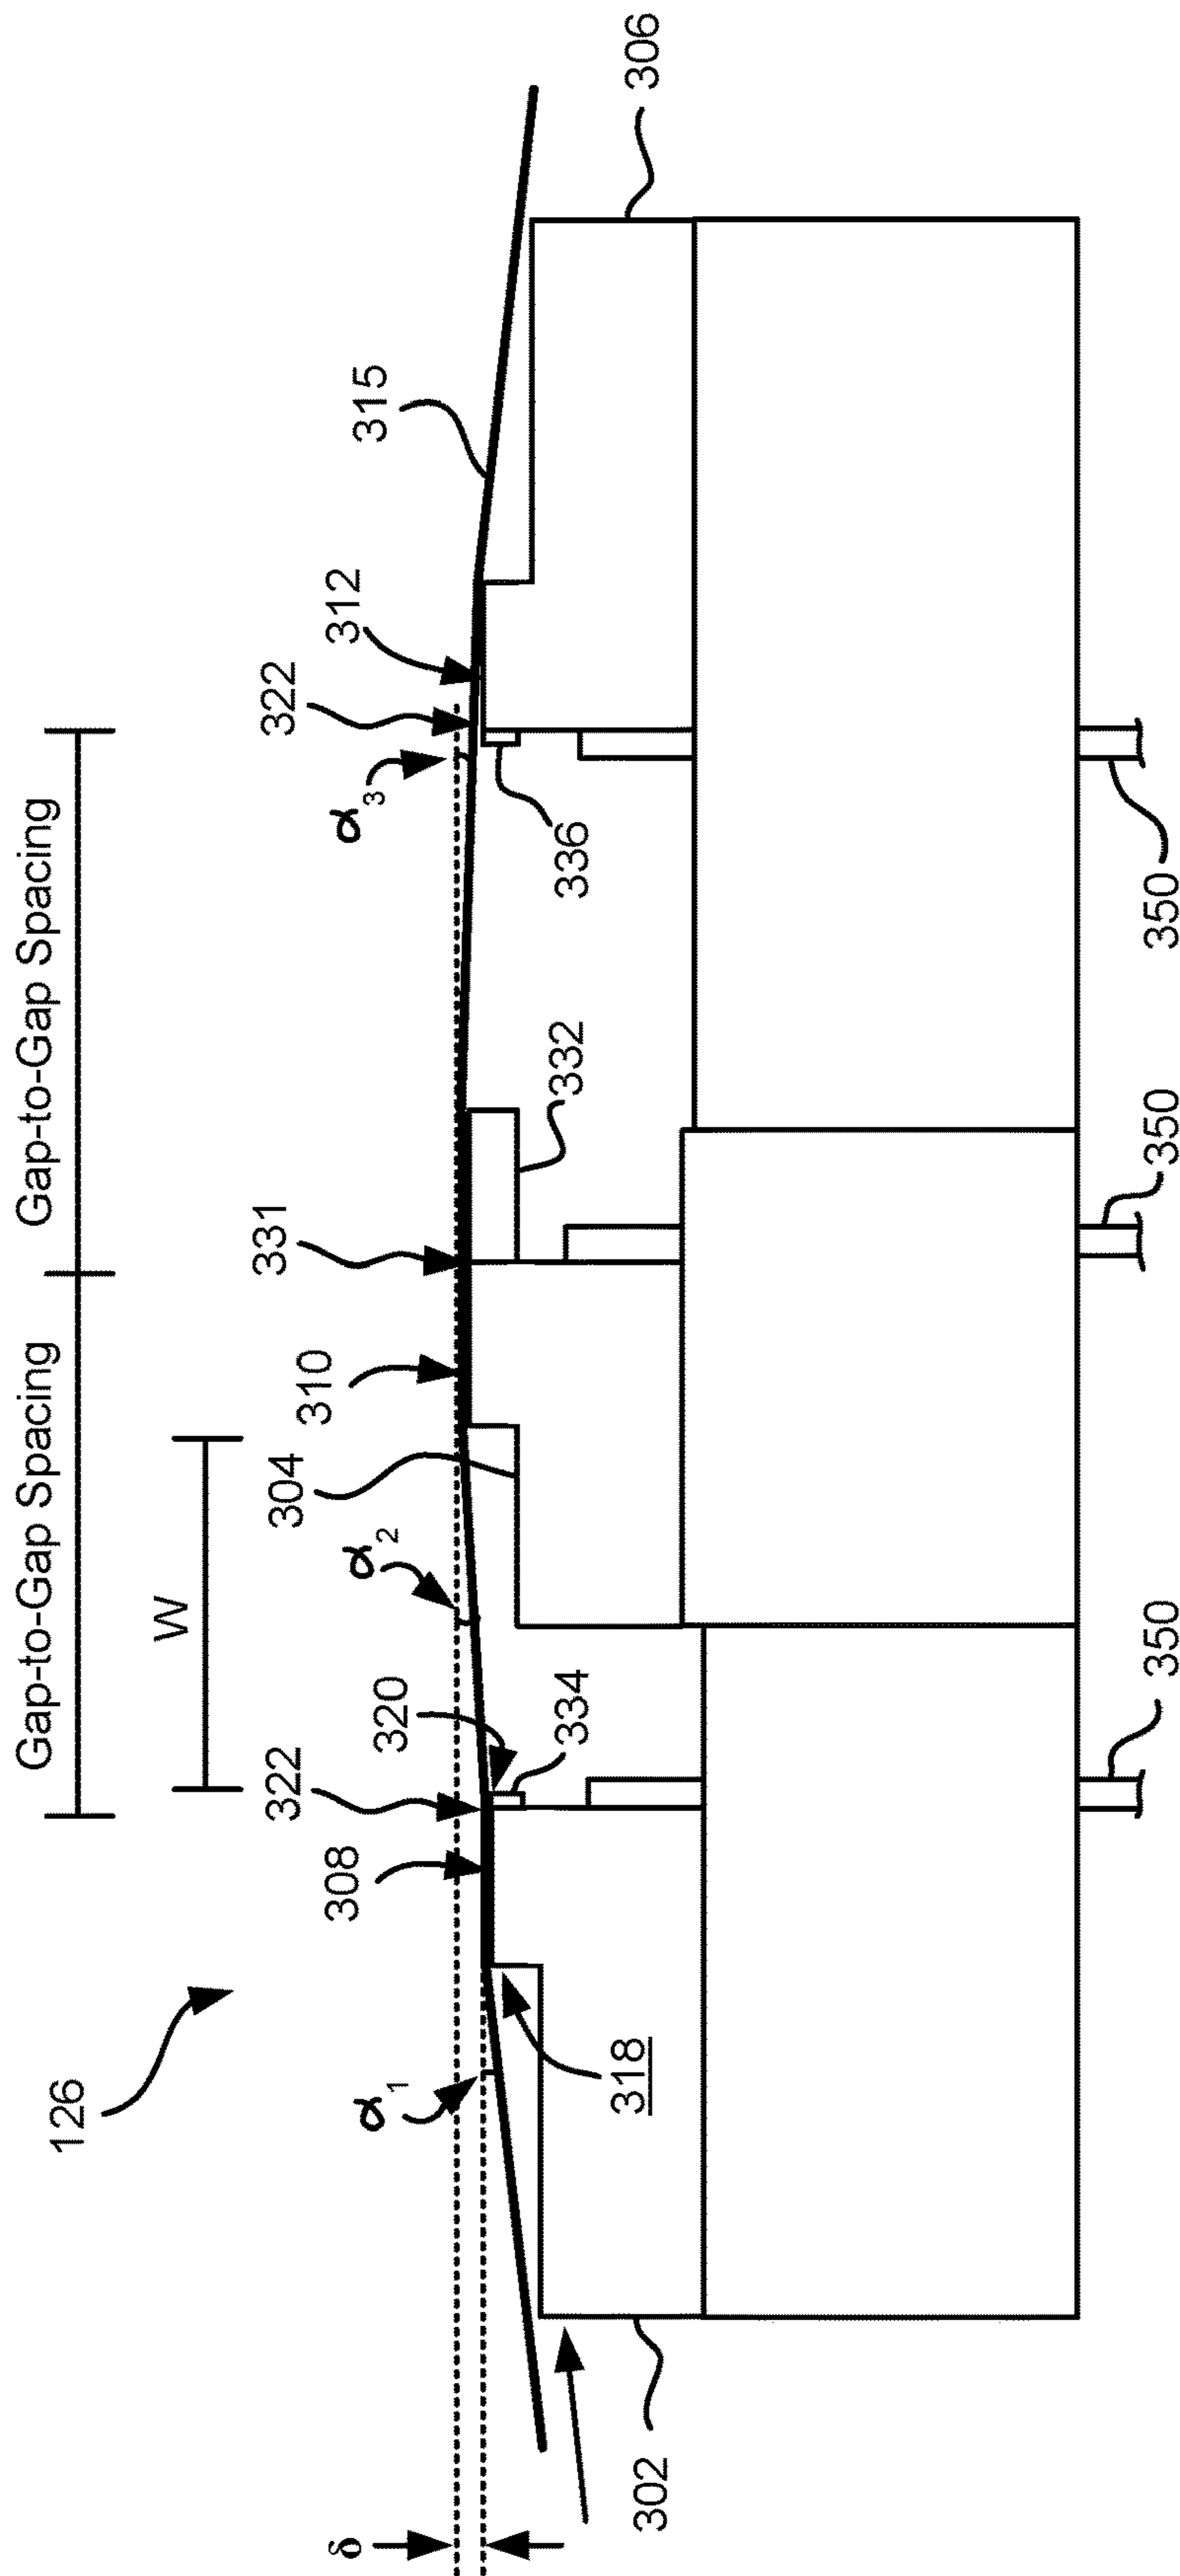 Gap-to-Gap Spacing
Gap-to-Gap Spacing
W
126
322
320
334
308
α1
318
302
δ
α2
304
310
331
332
α3
322
312
336
315
306
350
350
350